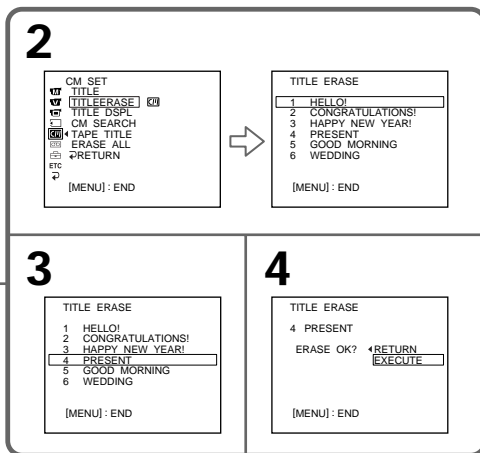 2
CM SET
TITLE
TITLEERASE CM
TITLE DSPL
CM SEARCH
TAPE TITLE
ERASE ALL
RETURN
ETC
[MENU] : END
TITLE ERASE
1 HELLO!
2 CONGRATULATIONS!
3 HAPPY NEW YEAR!
4 PRESENT
5 GOOD MORNING
6 WEDDING
[MENU] : END
3
TITLE ERASE
1 HELLO!
2 CONGRATULATIONS!
3 HAPPY NEW YEAR!
4 PRESENT
5 GOOD MORNING
6 WEDDING
[MENU] : END
4
TITLE ERASE
4 PRESENT
ERASE OK? RETURN
EXECUTE
[MENU] : END